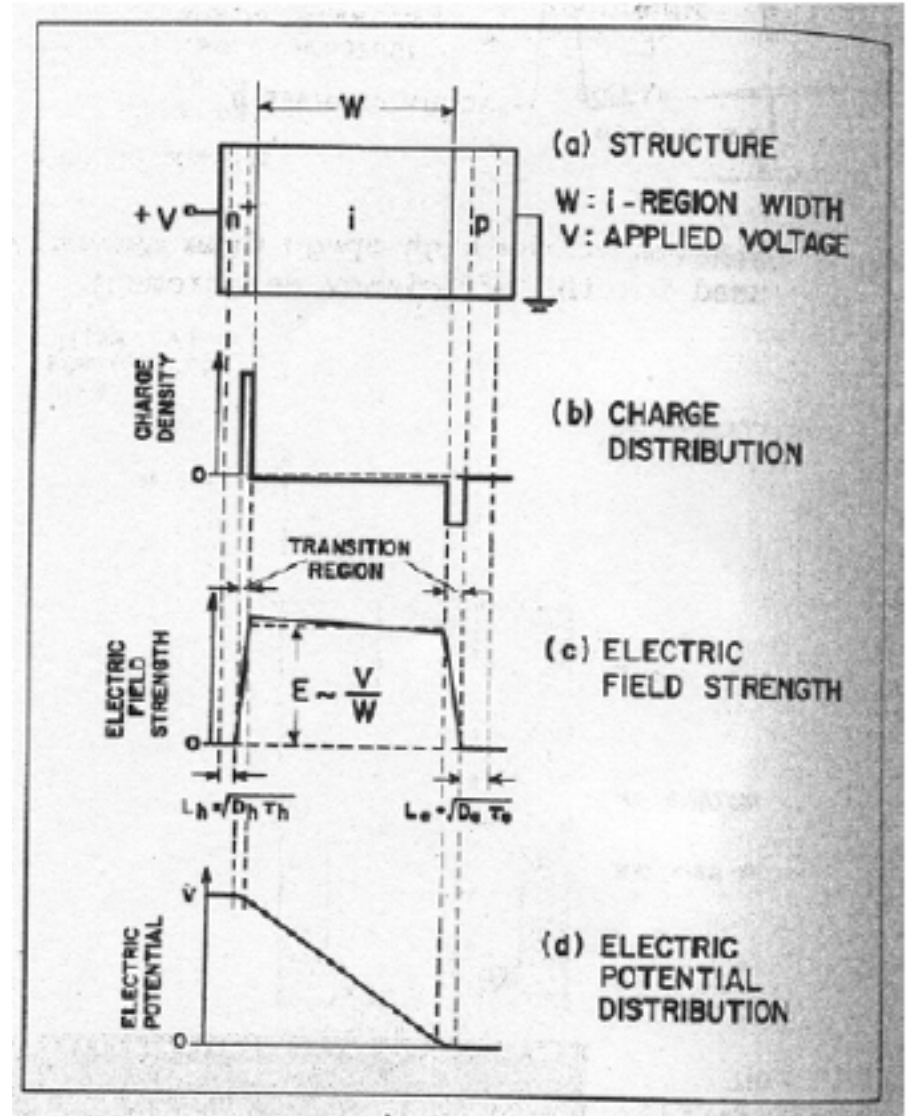 W
(a) STRUCTURE
+V
n+
i
p
W: i-REGION WIDTH
V: APPLIED VOLTAGE
CHARGE
DENSITY
0
(b) CHARGE
DISTRIBUTION
TRANSITION
REGION
ELECTRIC
FIELD
STRENGTH
0
E ~ V/W
(c) ELECTRIC
FIELD STRENGTH
Lh=√Dh τh
Le=√De τe
V
ELECTRIC
POTENTIAL
0
(d) ELECTRIC
POTENTIAL
DISTRIBUTION